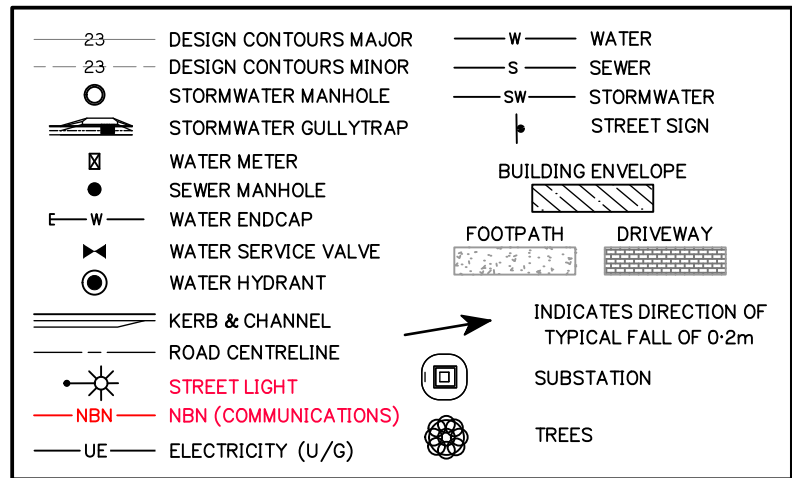 23 DESIGN CONTOURS MAJOR
23 DESIGN CONTOURS MINOR
STORMWATER MANHOLE
STORMWATER GULLYTRAP
WATER METER
SEWER MANHOLE
W WATER ENDCAP
WATER SERVICE VALVE
WATER HYDRANT
KERB & CHANNEL
ROAD CENTRELINE
STREET LIGHT
NBN NBN (COMMUNICATIONS)
UE ELECTRICITY (U/G)
W WATER
S SEWER
SW STORMWATER
STREET SIGN
BUILDING ENVELOPE
FOOTPATH
DRIVEWAY
INDICATES DIRECTION OF
TYPICAL FALL OF 0·2m
SUBSTATION
TREES